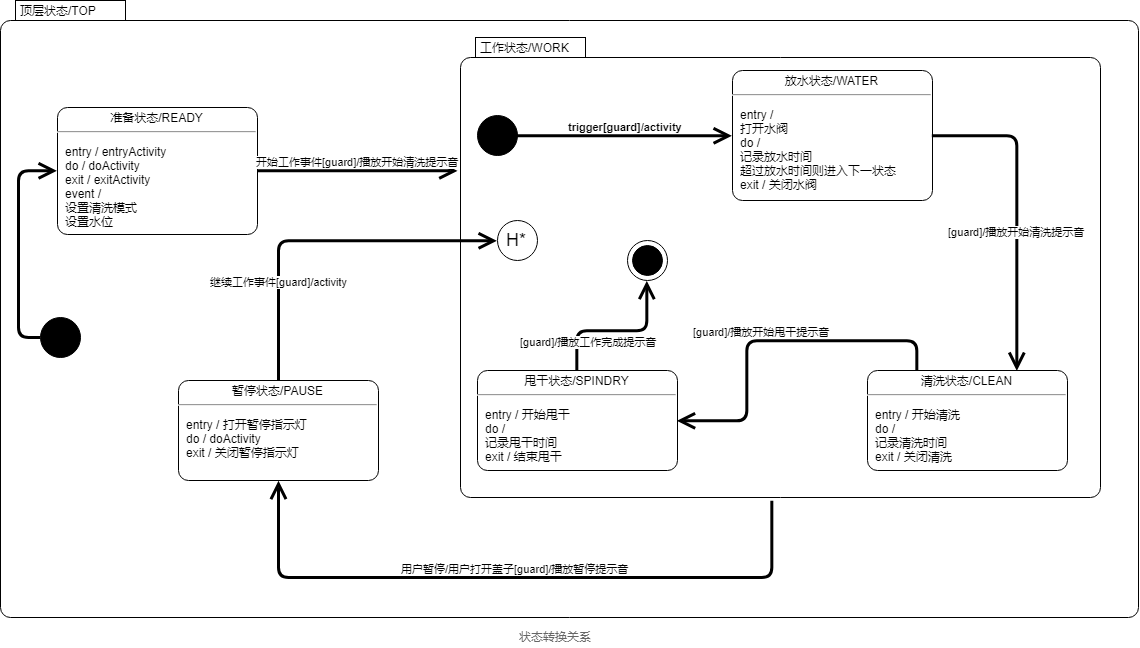 顶层状态/TOP
工作状态/WORK
准备状态/READY
entry / entryActivity
do / doActivity
exit / exitActivity
event /
设置清洗模式
设置水位
开始工作事件[guard]/播放开始清洗提示音
trigger[guard]/activity
放水状态/WATER
entry /
打开水阀
do /
记录放水时间
超过放水时间则进入下一状态
exit / 关闭水阀
[guard]/播放开始清洗提示音
H*
继续工作事件[guard]/activity
[guard]/播放工作完成提示音
[guard]/播放开始甩干提示音
暂停状态/PAUSE
entry / 打开暂停指示灯
do / doActivity
exit / 关闭暂停指示灯
甩干状态/SPINDRY
entry / 开始甩干
do /
记录甩干时间
exit / 结束甩干
清洗状态/CLEAN
entry / 开始清洗
do /
记录清洗时间
exit / 关闭清洗
用户暂停/用户打开盖子[guard]/播放暂停提示音
状态转换关系